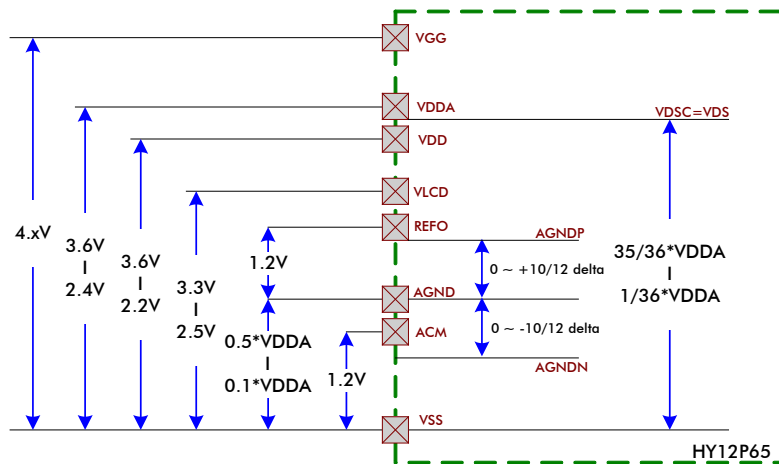 VGG
VDDA
VDSC=VDS
VDD
VLCD
REFO
AGNDP
4.xV
3.6V
I
2.4V
3.6V
I
2.2V
1.2V
3.3V
I
2.5V
0 ~ +10/12 delta
35/36*VDDA
I
1/36*VDDA
AGND
0.5*VDDA
I
0.1*VDDA
ACM
1.2V
0 ~ -10/12 delta
AGNDN
VSS
HY12P65